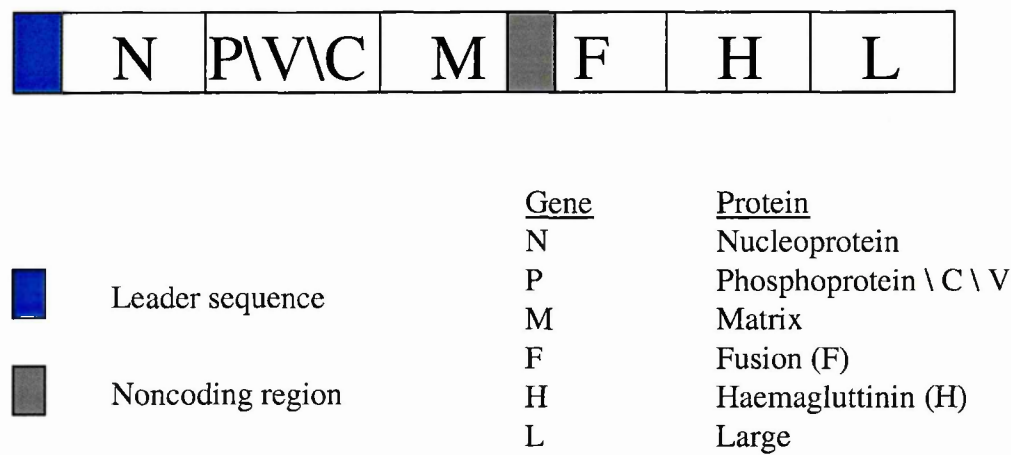 N P\V\C M F H L
Gene Protein
N Nucleoprotein
P Phosphoprotein \ C \ V
Leader sequence
M Matrix
F Fusion (F)
Noncoding region
H Haemagluttinin (H)
L Large